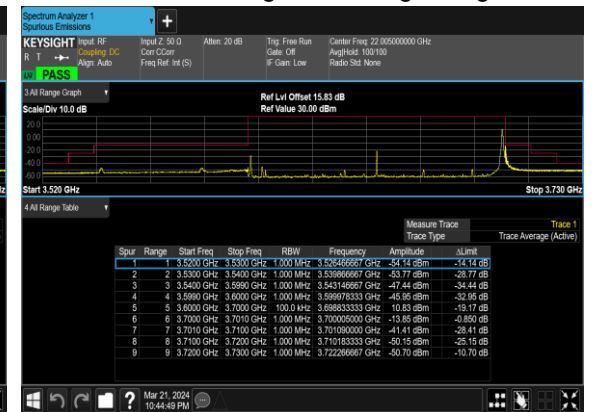 Spectrum Analyzer 1
Spurious Emissions
KEYSIGHT Input: RF Input Z: 50 Ω Atten: 20 dB Trig: Free Run Center Freq: 22.005000000 GHz
R T Coupling: DC Corr CCorr Gate: Off Avg|Hold: 100/100
Align: Auto Freq Ref: Int (S) IF Gain: Low Radio Std: None
PASS
3 All Range Graph
Ref Lvl Offset 15.83 dB
Scale/Div 10.0 dB Ref Value 30.00 dBm
20.0
0.00
-20.0
-40.0
-60.0
Start 3.520 GHz Stop 3.730 GHz
4 All Range Table
Measure Trace Trace 1
Trace Type Trace Average (Active)
Spur Range Start Freq Stop Freq RBW Frequency Amplitude ΔLimit
1 1 3.5200 GHz 3.5300 GHz 1.000 MHz 3.526466667 GHz -54.14 dBm -14.14 dB
2 2 3.5300 GHz 3.5400 GHz 1.000 MHz 3.539866667 GHz -53.77 dBm -28.77 dB
3 3 3.5400 GHz 3.5990 GHz 1.000 MHz 3.543146667 GHz -47.44 dBm -34.44 dB
4 4 3.5990 GHz 3.6000 GHz 1.000 MHz 3.599978333 GHz -45.95 dBm -32.95 dB
5 5 3.6000 GHz 3.7000 GHz 100.0 kHz 3.698833333 GHz 10.83 dBm -19.17 dB
6 6 3.7000 GHz 3.7010 GHz 1.000 MHz 3.700005000 GHz -13.85 dBm -0.850 dB
7 7 3.7010 GHz 3.7100 GHz 1.000 MHz 3.701090000 GHz -41.41 dBm -28.41 dB
8 8 3.7100 GHz 3.7200 GHz 1.000 MHz 3.710183333 GHz -50.15 dBm -25.15 dB
9 9 3.7200 GHz 3.7300 GHz 1.000 MHz 3.722266667 GHz -50.70 dBm -10.70 dB
Mar 21, 2024
10:44:49 PM